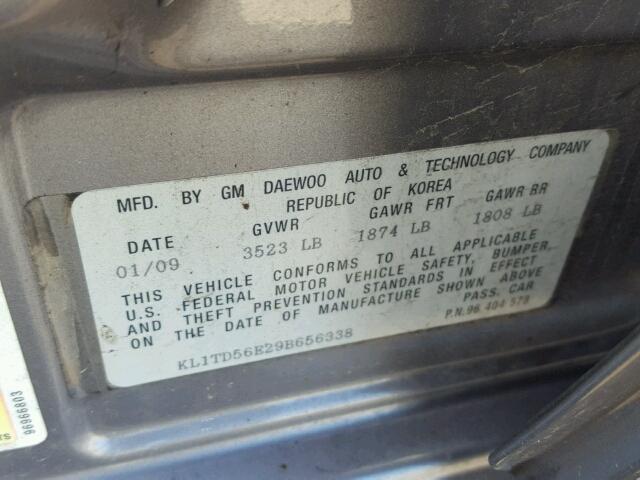 MFD. BY GM DAEWOO AUTO & TECHNOLOGY COMPANY
REPUBLIC OF KOREA
DATE GVWR GAWR FRT GAWR RR
01/09 3523 LB 1874 LB 1808 LB
THIS VEHICLE CONFORMS TO ALL APPLICABLE
U.S. FEDERAL MOTOR VEHICLE SAFETY, BUMPER,
AND THEFT PREVENTION STANDARDS IN EFFECT
ON THE DATE OF MANUFACTURE SHOWN ABOVE
PASS. CAR
KL1TD56E29B656338 P.N. 96 404 578
96966803